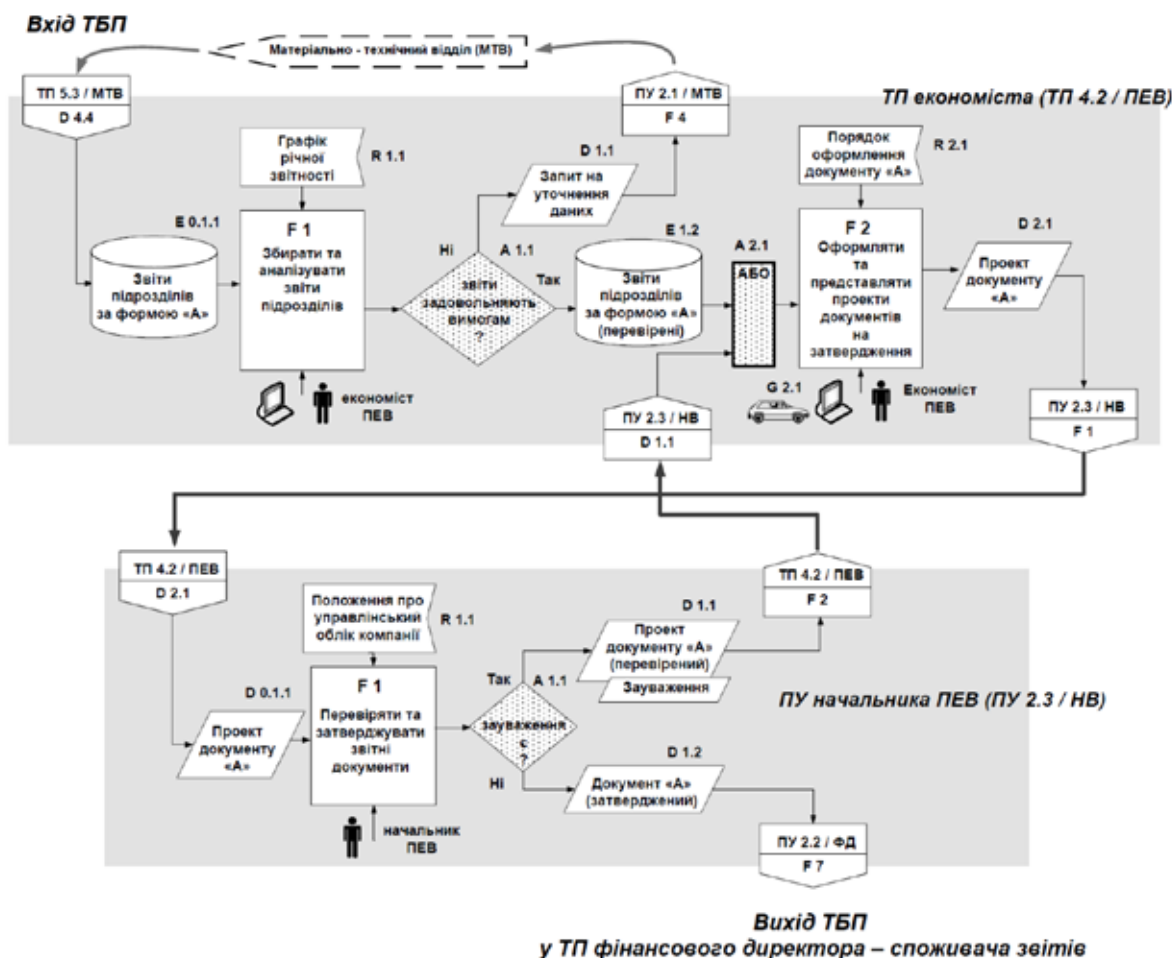 Вхід ТБП
Матеріально - технічний відділ (МТВ)
ТП 5.3 / МТВ
D 4.4
ПУ 2.1 / МТВ
F 4
ТП економіста (ТП 4.2 / ПЕВ)
Графік
річної
звітності
R 1.1
D 1.1
Запит на
уточнення
даних
Порядок
оформлення
документу «А»
R 2.1
E 0.1.1
Звіти
підрозділів
за формою «А»
F 1
Збирати та
аналізувати
звіти
підрозділів
Ні
A 1.1
Так
звіти
задовольняють
вимогам
?
E 1.2
Звіти
підрозділів
за формою «А»
(перевірені)
A 2.1
АБО
F 2
Оформляти
та
представляти
проекти
документів
на
затвердження
D 2.1
Проект
документу
«А»
економіст
ПЕВ
G 2.1
Економіст
ПЕВ
ПУ 2.3 / НВ
D 1.1
ПУ 2.3 / НВ
F 1
ТП 4.2 / ПЕВ
D 2.1
ТП 4.2 / ПЕВ
F 2
Положення про
управлінський
облік компанії
R 1.1
D 1.1
Проект
документу «А»
(перевірений)
Зауваження
ПУ начальника ПЕВ (ПУ 2.3 / НВ)
D 0.1.1
Проект
документу
«А»
F 1
Перевіряти та
затверджувати
звітні
документи
Так
A 1.1
зауваження
є
?
Ні
D 1.2
Документ «А»
(затверджений)
начальник
ПЕВ
ПУ 2.2 / ФД
F 7
Вихід ТБП
у ТП фінансового директора – споживача звітів